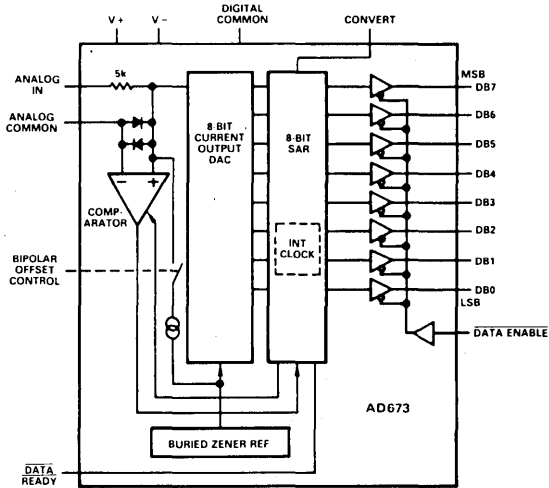 V+
V-
DIGITAL
COMMON
CONVERT
ANALOG
IN
5k
ANALOG
COMMON
8-BIT
CURRENT
OUTPUT
DAC
8-BIT
SAR
MSB
DB7
DB6
DB5
DB4
DB3
DB2
DB1
DB0
LSB
- +
COMP-
ARATOR
INT
CLOCK
BIPOLAR
OFFSET
CONTROL
DATA ENABLE
AD673
BURIED ZENER REF
DATA
READY